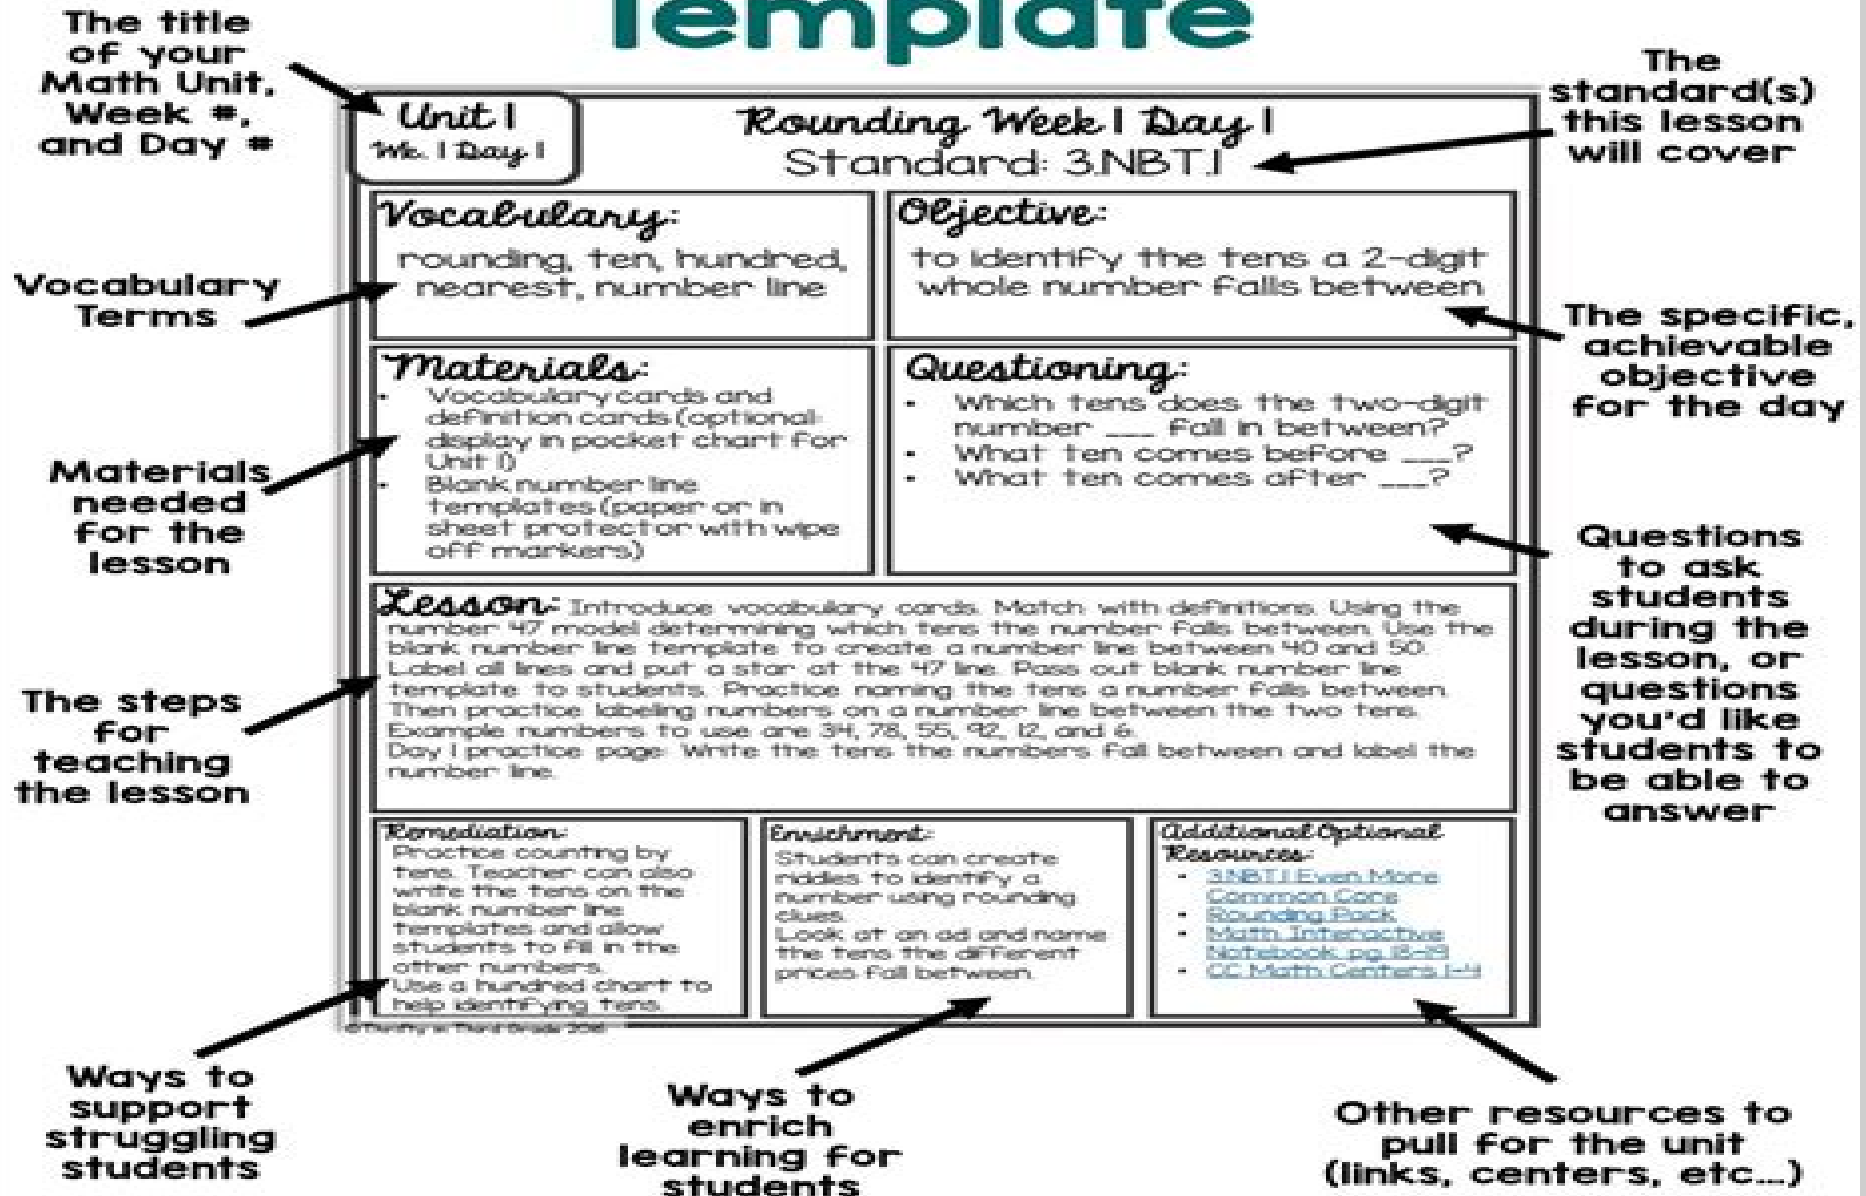 Template
The title
of your
Math Unit,
Week #,
and Day #
Unit 1
Wk. 1 Day 1
Rounding Week 1 Day 1
Standard: 3.NBT.1
The
standard(s)
this lesson
will cover
Vocabulary:
rounding, ten, hundred,
nearest, number line
Vocabulary
Terms
Objective:
to identify the tens a 2-digit
whole number falls between
The specific,
achievable
objective
for the day
Materials:
• Vocabulary cards and
definition cards (optional-
display in pocket chart for
Unit 1)
• Blank number line
templates (paper or in
sheet protector with wipe
off markers)
Materials
needed
for the
lesson
Questioning:
• Which tens does the two-digit
number ___ fall in between?
• What ten comes before ___?
• What ten comes after ___?
Questions
to ask
students
during the
lesson, or
questions
you'd like
students to
be able to
answer
Lesson: Introduce vocabulary cards. Match with definitions. Using the
number 47 model determining which tens the number falls between. Use the
blank number line template to create a number line between 40 and 50.
Label all lines and put a star at the 47 line. Pass out blank number line
template to students. Practice naming the tens a number falls between.
Then practice labeling numbers on a number line between the two tens.
Example numbers to use are 34, 78, 55, 92, 12, and 6.
Day 1 practice page: Write the tens the numbers fall between and label the
number line.
The steps
for
teaching
the lesson
Remediation:
Practice counting by
tens. Teacher can also
write the tens on the
blank number line
templates and allow
students to fill in the
other numbers.
Use a hundred chart to
help identifying tens.
Enrichment:
Students can create
riddles to identify a
number using rounding
clues.
Look at an ad and name
the tens the different
prices fall between.
Additional Optional
Resources:
• 3.NBT.1 Even More
Common Core
• Rounding Pack
• Math Interactive
Notebook pg. 18-19
• CC Math Centers 1-4
©Thrifty in Third Grade 2016
Ways to
support
struggling
students
Ways to
enrich
learning for
students
Other resources to
pull for the unit
(links, centers, etc...)